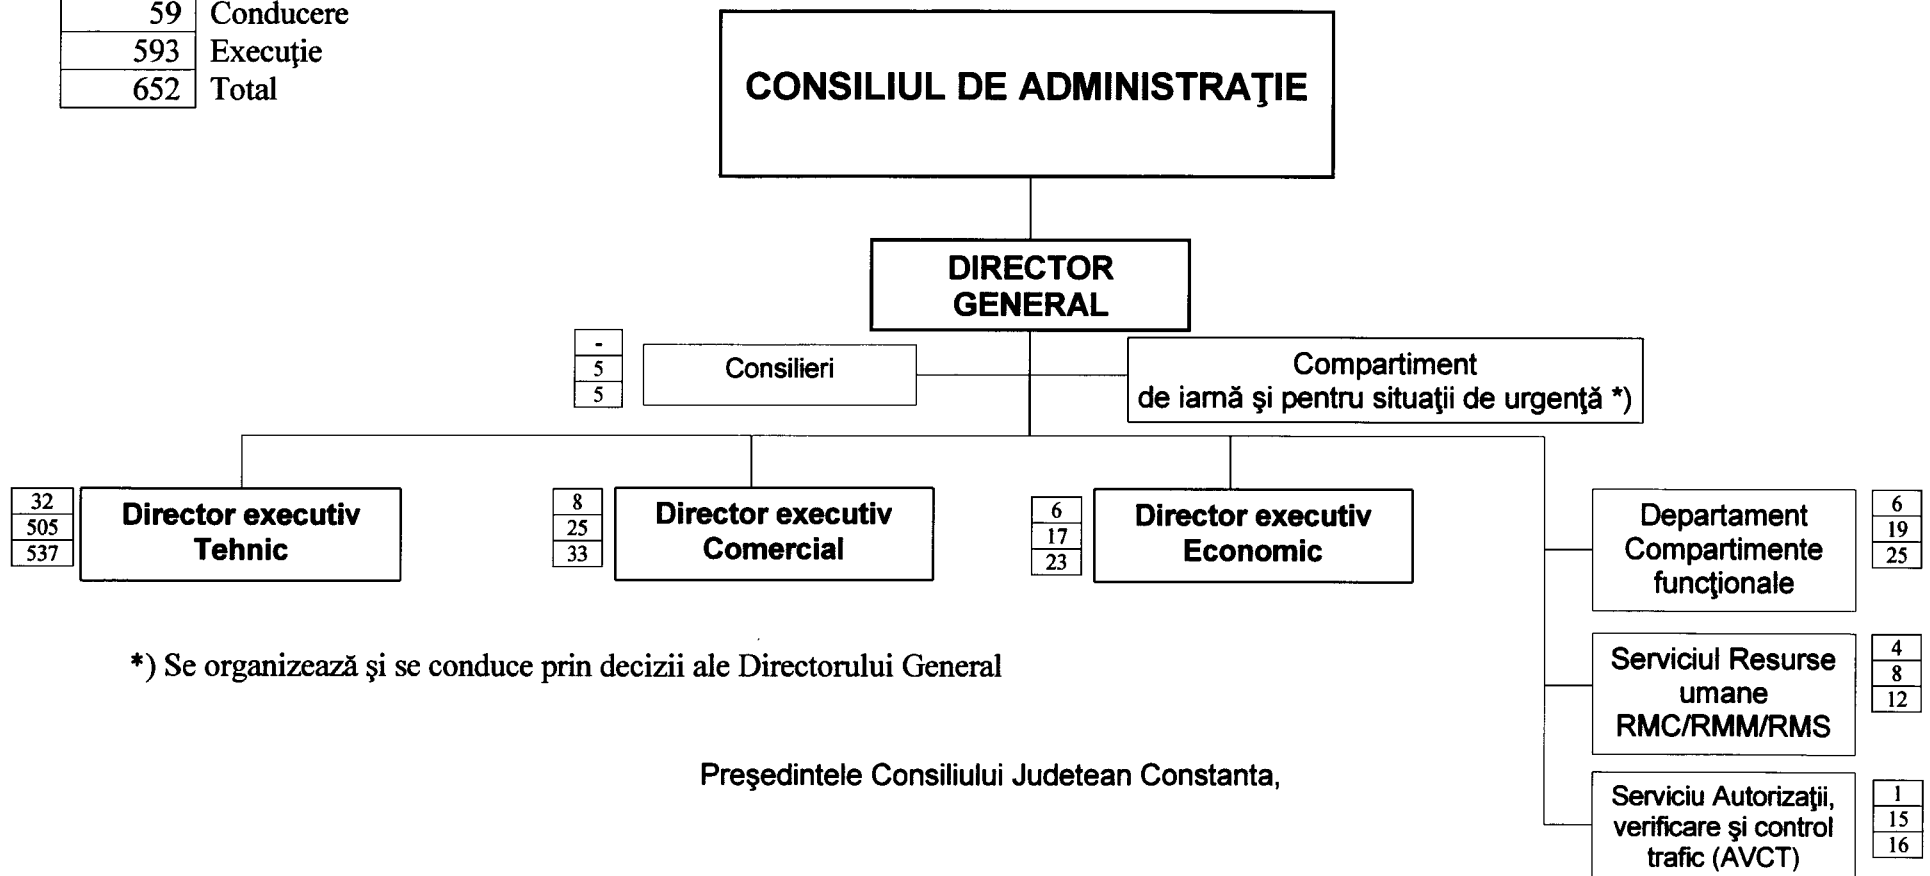 59 Conducere
593 Execuţie
652 Total
CONSILIUL DE ADMINISTRAŢIE
DIRECTOR
GENERAL
-
5
5
Consilieri
Compartiment
de iarnă şi pentru situaţii de urgenţă *)
32
505
537
Director executiv
Tehnic
8
25
33
Director executiv
Comercial
6
17
23
Director executiv
Economic
Departament
Compartimente
funcţionale
6
19
25
*) Se organizează şi se conduce prin decizii ale Directorului General
Serviciul Resurse
umane
RMC/RMM/RMS
4
8
12
Preşedintele Consiliului Judetean Constanta,
Serviciu Autorizaţii,
verificare şi control
trafic (AVCT)
1
15
16